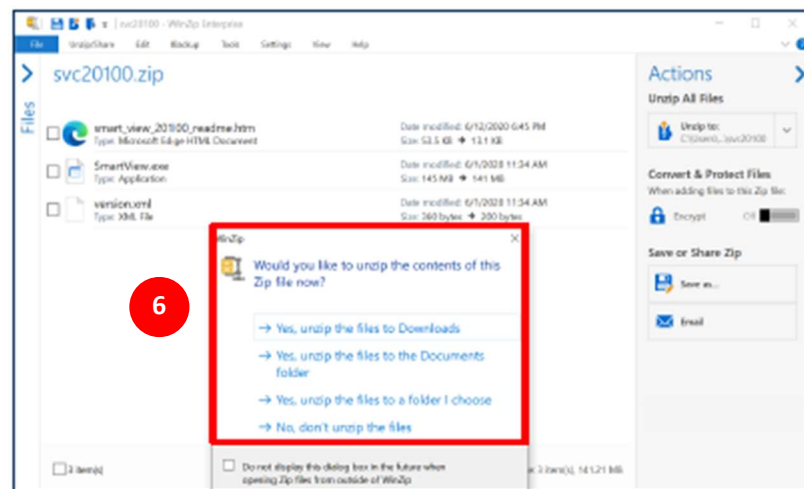 svc20100 - WinZip Enterprise
File Unzip/Share Edit Backup Tools Settings View Help
Files
svc20100.zip
smart_view_20100_readme.htm
Type: Microsoft Edge HTML Document
Date modified: 6/12/2020 6:45 PM
Size: 53.5 KB → 13.1 KB
SmartView.exe
Type: Application
Date modified: 6/1/2020 11:34 AM
Size: 145 MB → 141 MB
version.xml
Type: XML File
Date modified: 6/1/2020 11:34 AM
Size: 360 bytes → 200 bytes
6
WinZip
Would you like to unzip the contents of this
Zip file now?
→ Yes, unzip the files to Downloads
→ Yes, unzip the files to the Documents
folder
→ Yes, unzip the files to a folder I choose
→ No, don't unzip the files
Do not display this dialog box in the future when
opening Zip files from outside of WinZip
3 item(s)
3 item(s), 141.21 MB
Actions
Unzip All Files
Unzip to:
Convert & Protect Files
When adding files to this Zip file:
Encrypt Off
Save or Share Zip
Save as...
Email